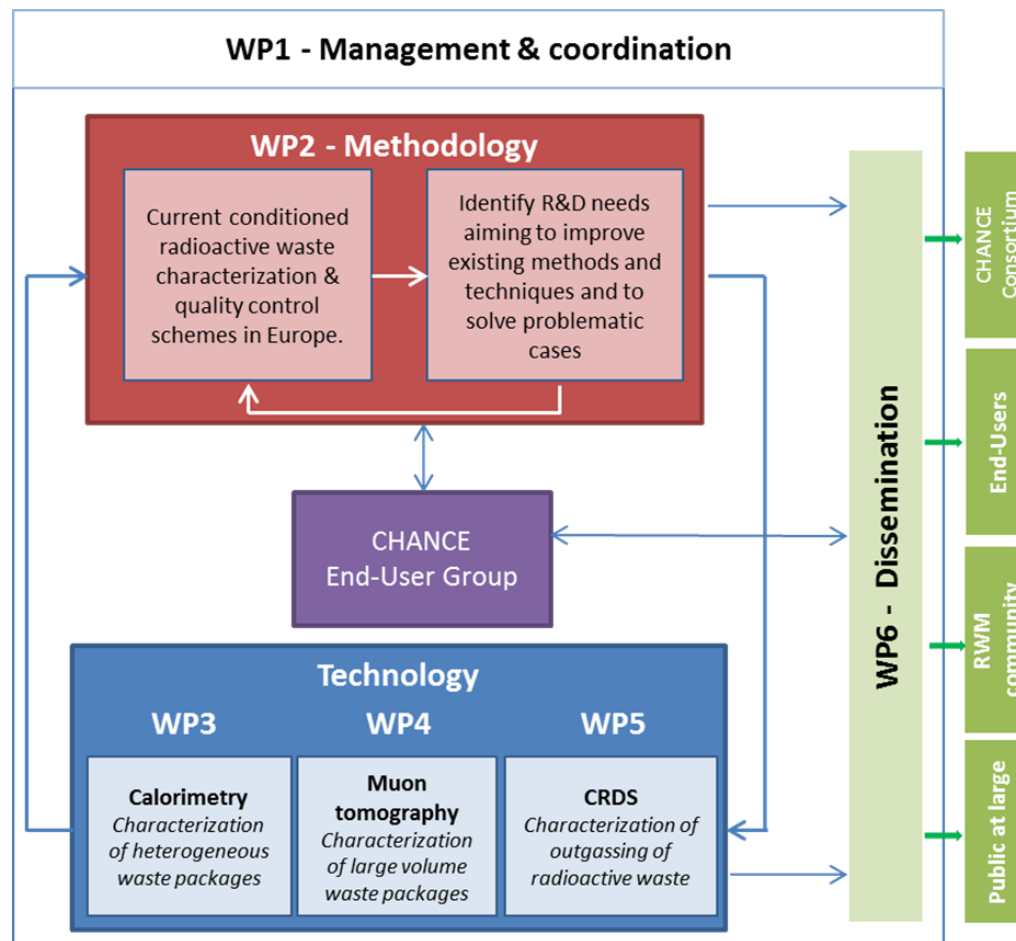 WP1 - Management & coordination
WP2 - Methodology
Current conditioned
radioactive waste
characterization &
quality control
schemes in Europe.
Identify R&D needs
aiming to improve
existing methods and
techniques and to
solve problematic
cases
CHANCE
End-User Group
Technology
WP3
WP4
WP5
Calorimetry
Characterization
of heterogeneous
waste packages
Muon
tomography
Characterization
of large volume
waste packages
CRDS
Characterization of
outgassing of
radioactive waste
WP6 - Dissemination
CHANCE
Consortium
End-Users
RWM
community
Public at large